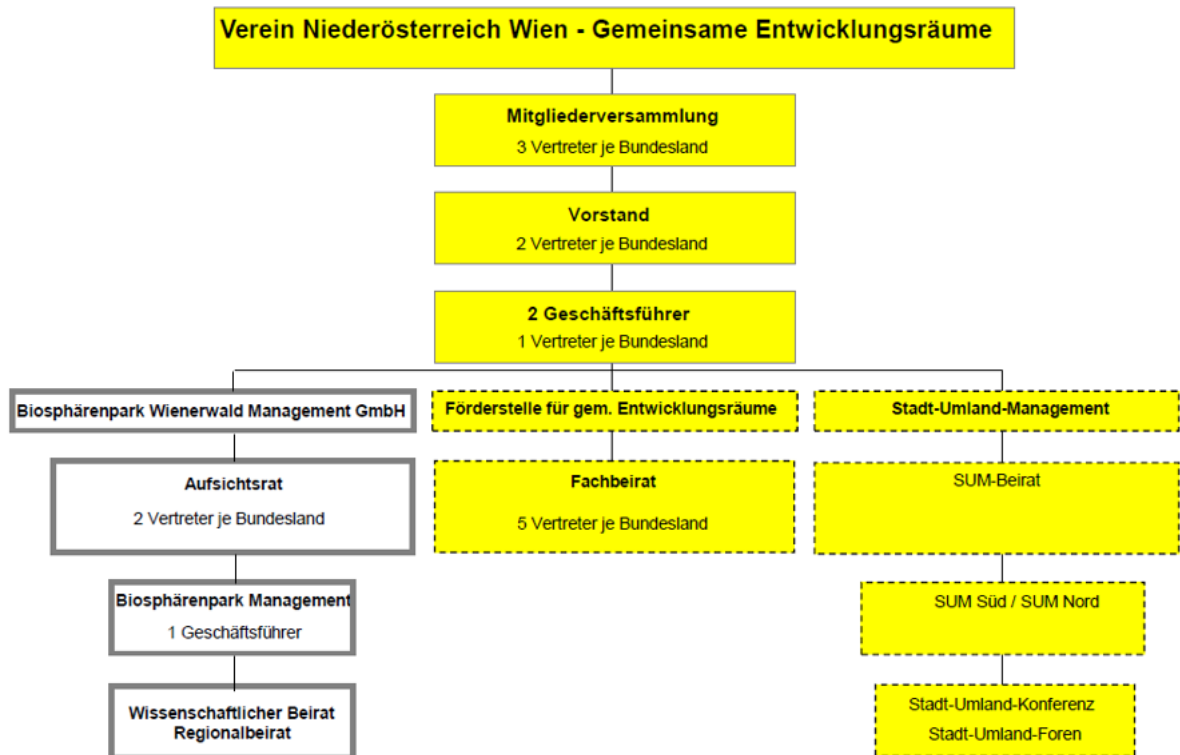 Verein Niederösterreich Wien - Gemeinsame Entwicklungsräume
Mitgliederversammlung
3 Vertreter je Bundesland
Vorstand
2 Vertreter je Bundesland
2 Geschäftsführer
1 Vertreter je Bundesland
Biosphärenpark Wienerwald Management GmbH
Aufsichtsrat
2 Vertreter je Bundesland
Biosphärenpark Management
1 Geschäftsführer
Wissenschaftlicher Beirat
Regionalbeirat
Förderstelle für gem. Entwicklungsräume
Fachbeirat
5 Vertreter je Bundesland
Stadt-Umland-Management
SUM-Beirat
SUM Süd / SUM Nord
Stadt-Umland-Konferenz
Stadt-Umland-Foren